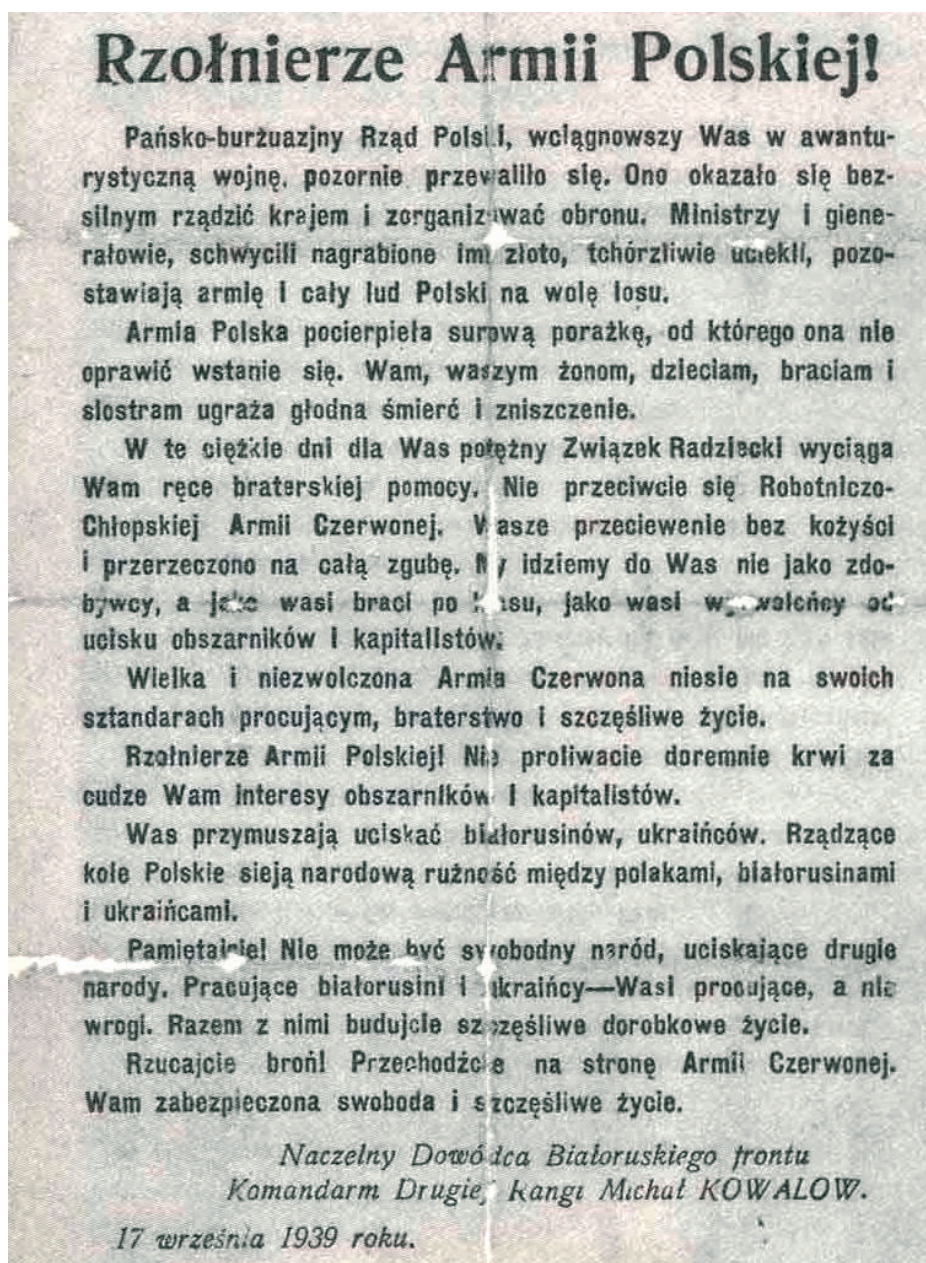 Rzołnierze Armii Polskiej!
Pańsko-burżuazyjny Rząd Polski, wciągnowszy Was w awantu-
rystyczną wojnę, pozornie przewaliło się. Ono okazało się bez-
silnym rządzić krajem i zorganizować obronu. Ministrzy i giene-
rałowie, schwycili nagrabione imi złoto, tchórzliwie uciekli, pozo-
stawiają armię i cały lud Polski na wolę losu.
Armia Polska pocierpieła surową porażkę, od którego ona nie
oprawić wstanie się. Wam, waszym żonom, dzieciam, braciam i
siostram ugraża głodna śmierć i zniszczenie.
W te ciężkie dni dla Was potężny Związek Radziecki wyciąga
Wam ręce braterskiej pomocy. Nie przeciwcie się Robotniczo-
Chłopskiej Armii Czerwonej. Wasze przeciewenie bez kożyści
i przerzeczono na całą zgubę. My idziemy do Was nie jako zdo-
bywcy, a jako wasi braci po klasu, jako wasi wyzwoleńcy od
ucisku obszarników i kapitalistów.
Wielka i niezwolczona Armia Czerwona niesie na swoich
sztandarach procującym, braterstwo i szczęśliwe życie.
Rzołnierze Armii Polskiej! Nie proliwacie doremnie krwi za
cudze Wam interesy obszarników i kapitalistów.
Was przymuszają uciskać białorusinów, ukraińców. Rządzące
koło Polskie sieją narodową rużność między polakami, białorusinami
i ukraińcami.
Pamiętajcie! Nie może być swobodny naród, uciskające drugie
narody. Pracujące białorusini i ukraińcy—Wasi procujące, a nie
wrogi. Razem z nimi budujcie szczęśliwe dorobkowe życie.
Rzucajcie broń! Przechodźcie na stronę Armii Czerwonej.
Wam zabezpieczona swoboda i szczęśliwe życie.
Naczelny Dowódca Białoruskiego frontu
Komandarm Drugiej Rangi Michał KOWALOW.
17 września 1939 roku.